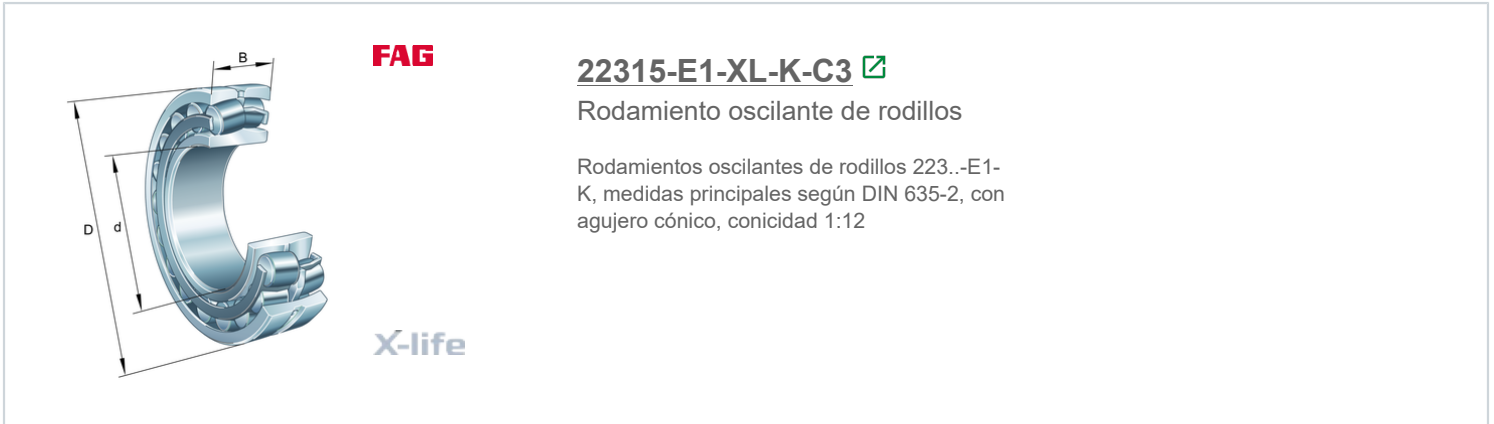 B
D
d
FAG
X-life
22315-E1-XL-K-C3
Rodamiento oscilante de rodillos
Rodamientos oscilantes de rodillos 223..-E1-
K, medidas principales según DIN 635-2, con
agujero cónico, conicidad 1:12